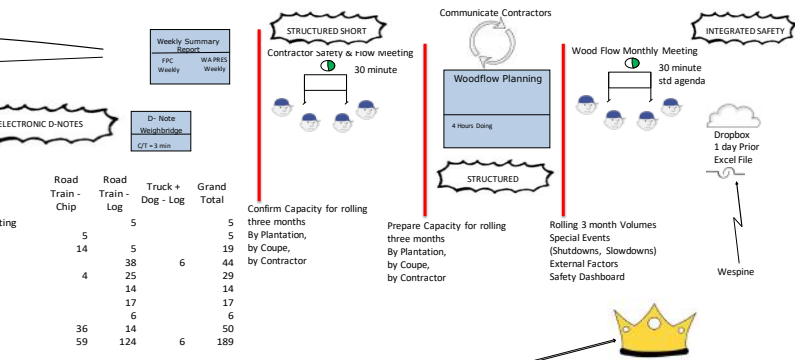 Communicate Contractors
STRUCTURED SHORT
INTEGRATED SAFETY
Weekly Summary
Report
FPC
Weekly
WA PRES
Weekly
Contractor Safety & Flow Meeting
30 minute
Woodflow Planning
4 Hours Doing
Wood Flow Monthly Meeting
30 minute
std agenda
ELECTRONIC D-NOTES
D- Note
Weighbridge
C/T = 3 min
Dropbox
1 day Prior
Excel File
STRUCTURED
Road
Train -
Chip
Road
Train -
Log
Truck +
Dog - Log
Grand
Total
ting 5 5
5 5
14 5 19
38 6 44
4 25 29
14 14
17 17
6 6
36 14 50
59 124 6 189
Confirm Capacity for rolling
three months
By Plantation,
by Coupe,
by Contractor
Prepare Capacity for rolling
three months
By Plantation,
by Coupe,
by Contractor
Rolling 3 month Volumes
Special Events
(Shutdowns, Slowdowns)
External Factors
Safety Dashboard
Wespine